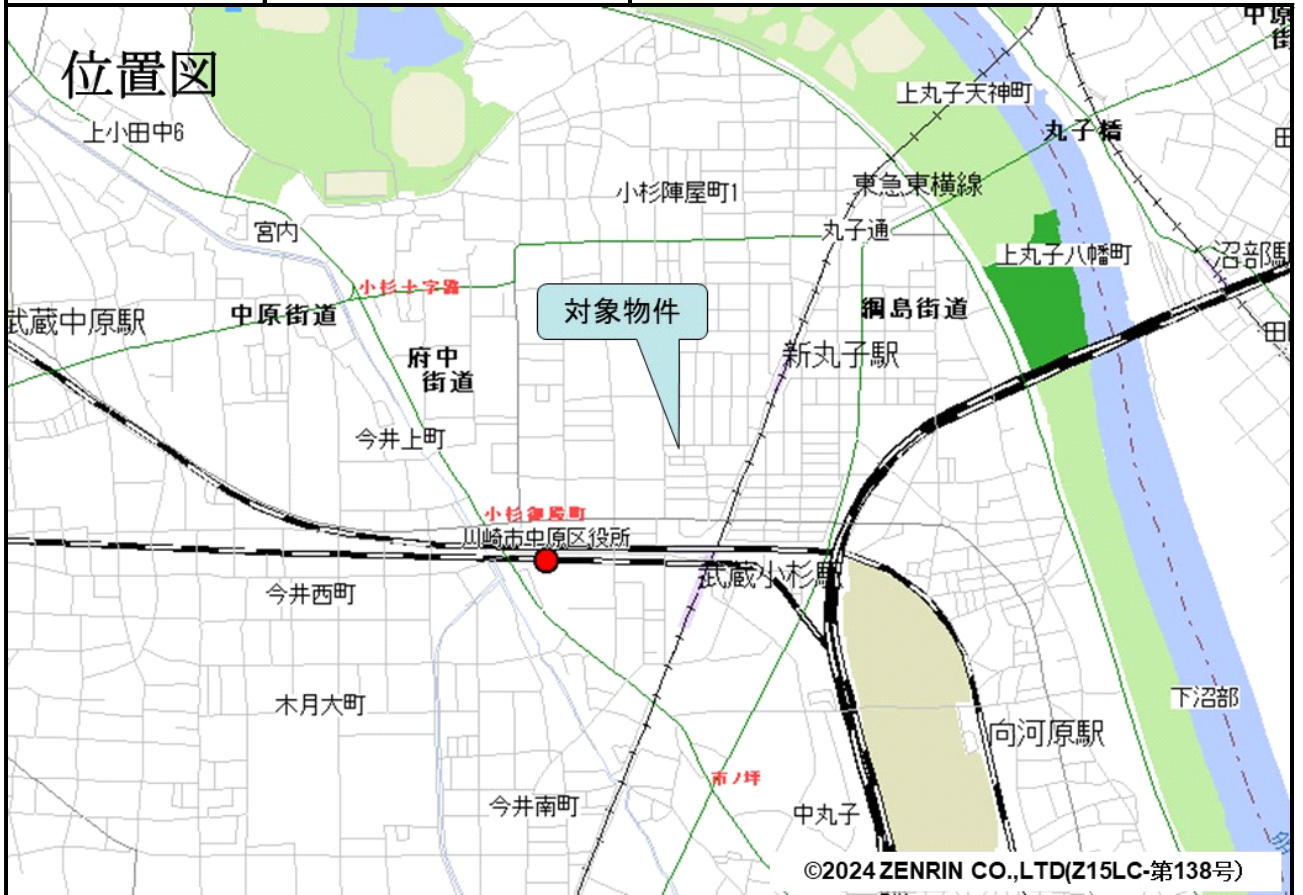 位置図
中原
街
上丸子天神町
上小田中6
丸子橋
田
小杉陣屋町1
東急東横線
宮内
丸子通
上丸子八幡町
沼部駅
小杉十字路
武蔵中原駅
中原街道
対象物件
綱島街道
田
府中
街道
新丸子駅
今井上町
小杉御殿町
川崎市中原区役所
武蔵小杉駅
今井西町
木月大町
下沼部
向河原駅
市ノ坪
今井南町
中丸子
©2024 ZENRIN CO.,LTD(Z15LC-第138号)